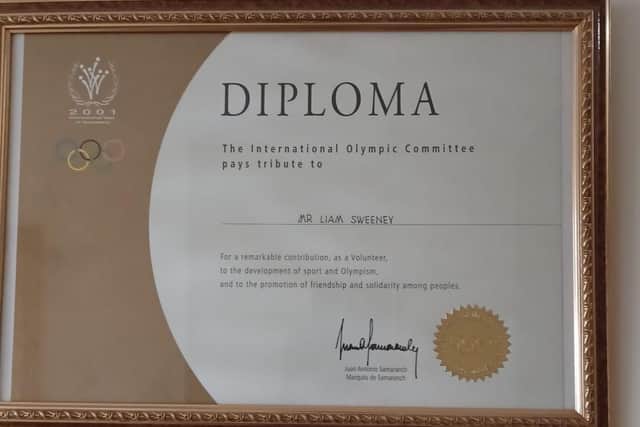 2001
DIPLOMA
The International Olympic Committee
pays tribute to
MR LIAM SWEENEY
For a remarkable contribution, as a Volunteer,
to the development of sport and Olympism,
and to the promotion of friendship and solidarity among peoples.
Juan Antonio Samaranch
Marqués de Samaranch